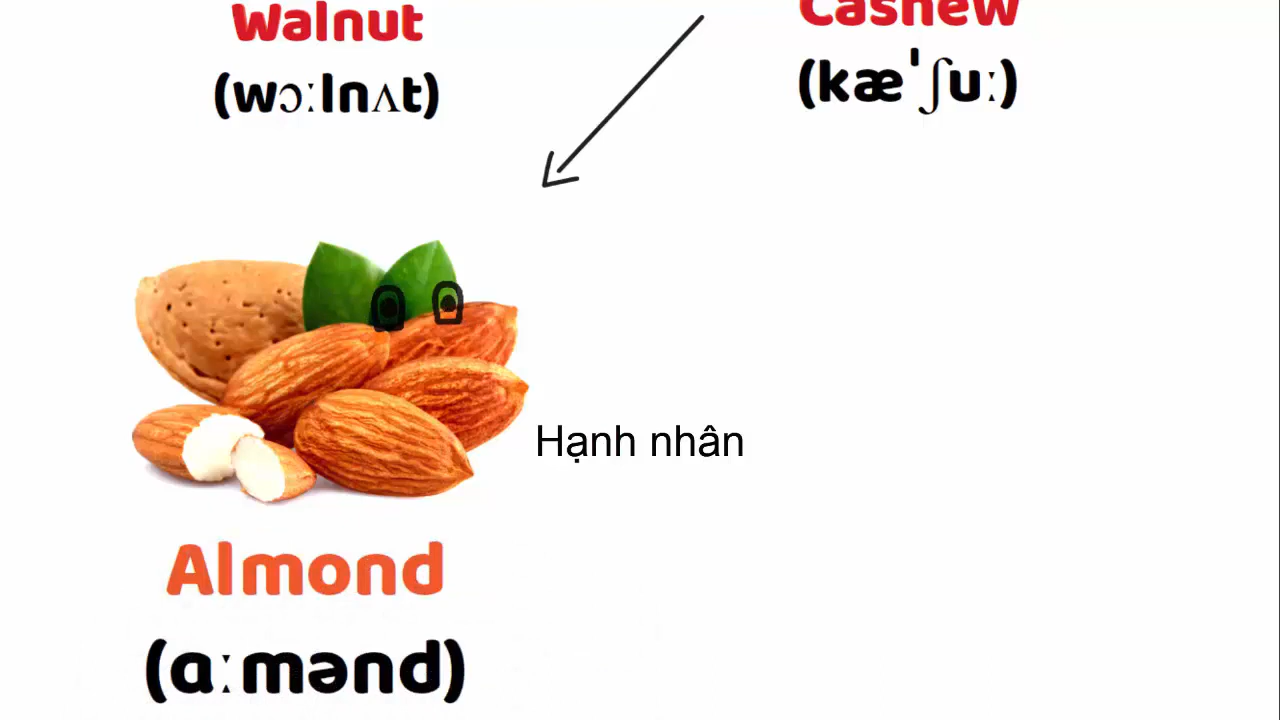 Walnut
Cashew
(wɔːlnʌt)
(kæˈʃuː)
Hạnh nhân
Almond
(ɑːmənd)